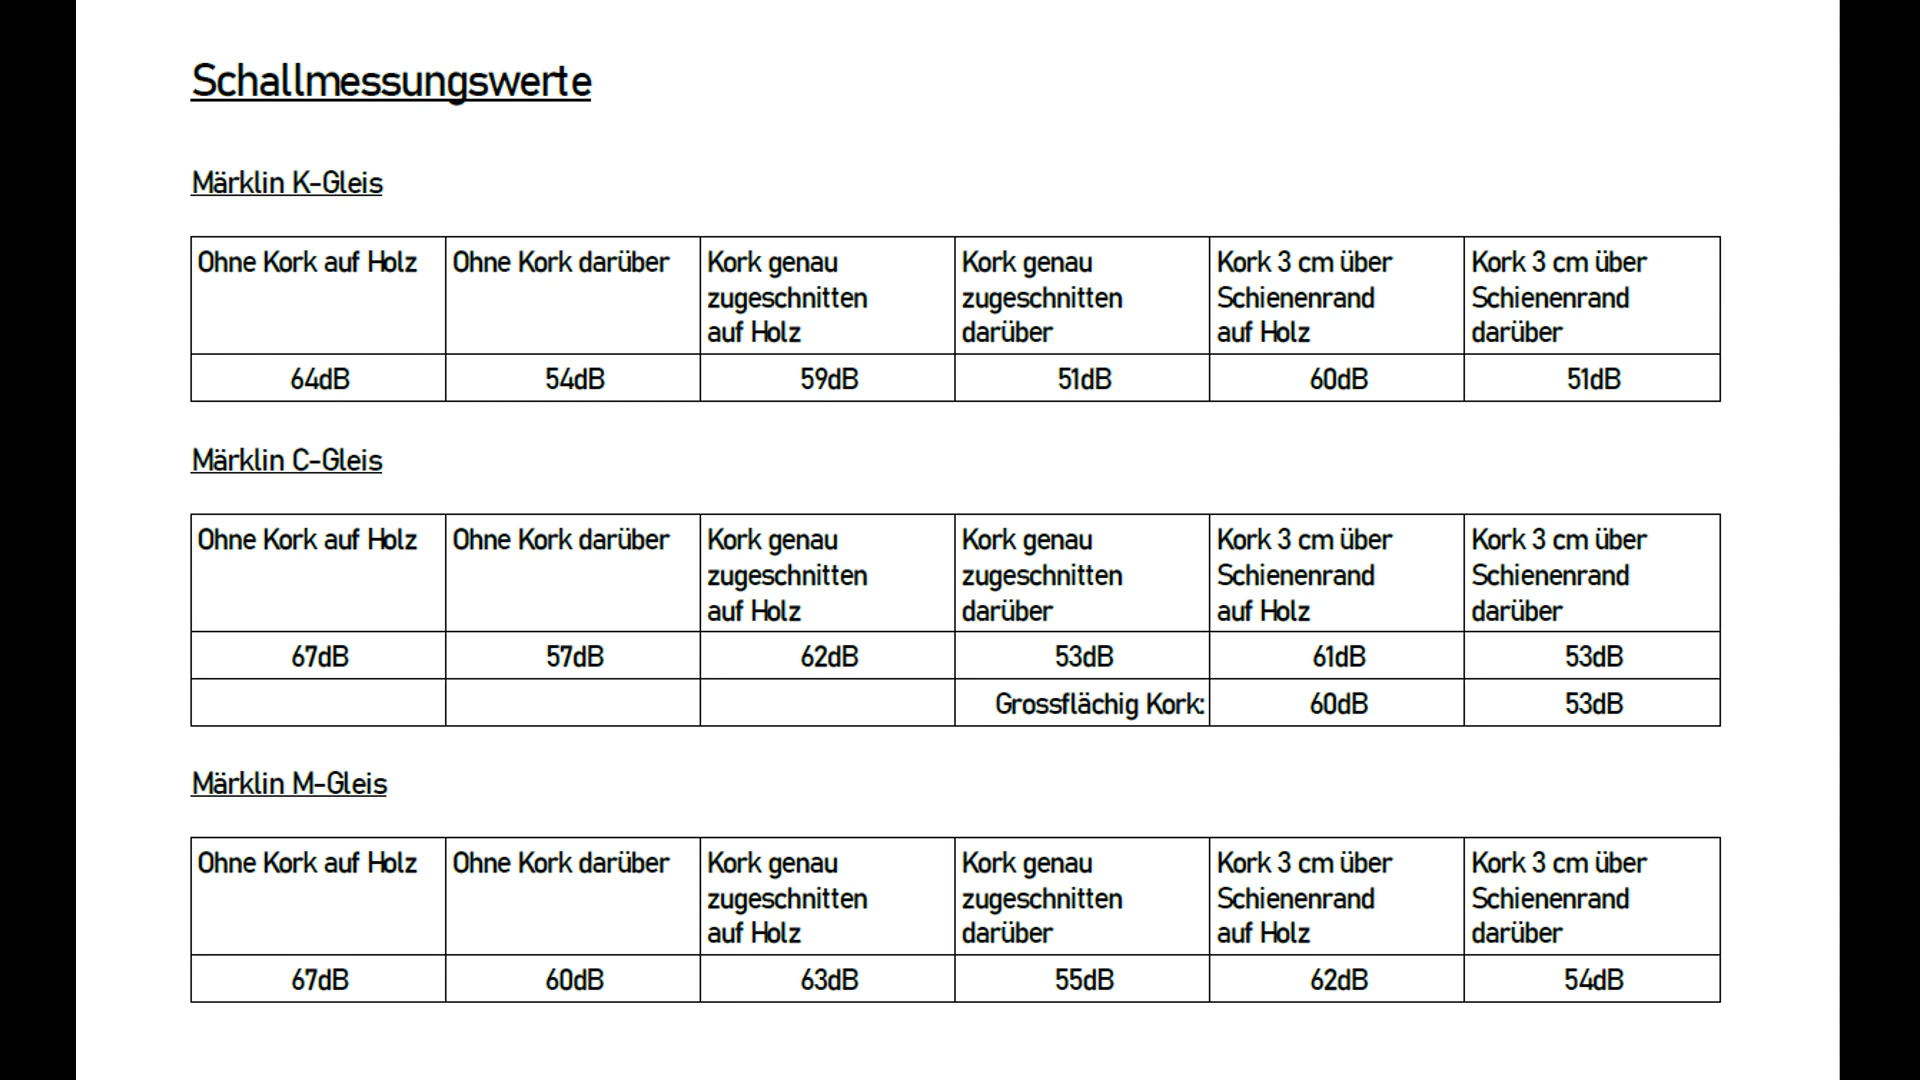 Schallmessungswerte
Märklin K-Gleis
Ohne Kork auf Holz
Ohne Kork darüber
Kork genau
zugeschnitten
auf Holz
Kork genau
zugeschnitten
darüber
Kork 3 cm über
Schienenrand
auf Holz
Kork 3 cm über
Schienenrand
darüber
64dB
54dB
59dB
51dB
60dB
51dB
Märklin C-Gleis
Ohne Kork auf Holz
Ohne Kork darüber
Kork genau
zugeschnitten
auf Holz
Kork genau
zugeschnitten
darüber
Kork 3 cm über
Schienenrand
auf Holz
Kork 3 cm über
Schienenrand
darüber
67dB
57dB
62dB
53dB
61dB
53dB
Grossflächig Kork:
60dB
53dB
Märklin M-Gleis
Ohne Kork auf Holz
Ohne Kork darüber
Kork genau
zugeschnitten
auf Holz
Kork genau
zugeschnitten
darüber
Kork 3 cm über
Schienenrand
auf Holz
Kork 3 cm über
Schienenrand
darüber
67dB
60dB
63dB
55dB
62dB
54dB